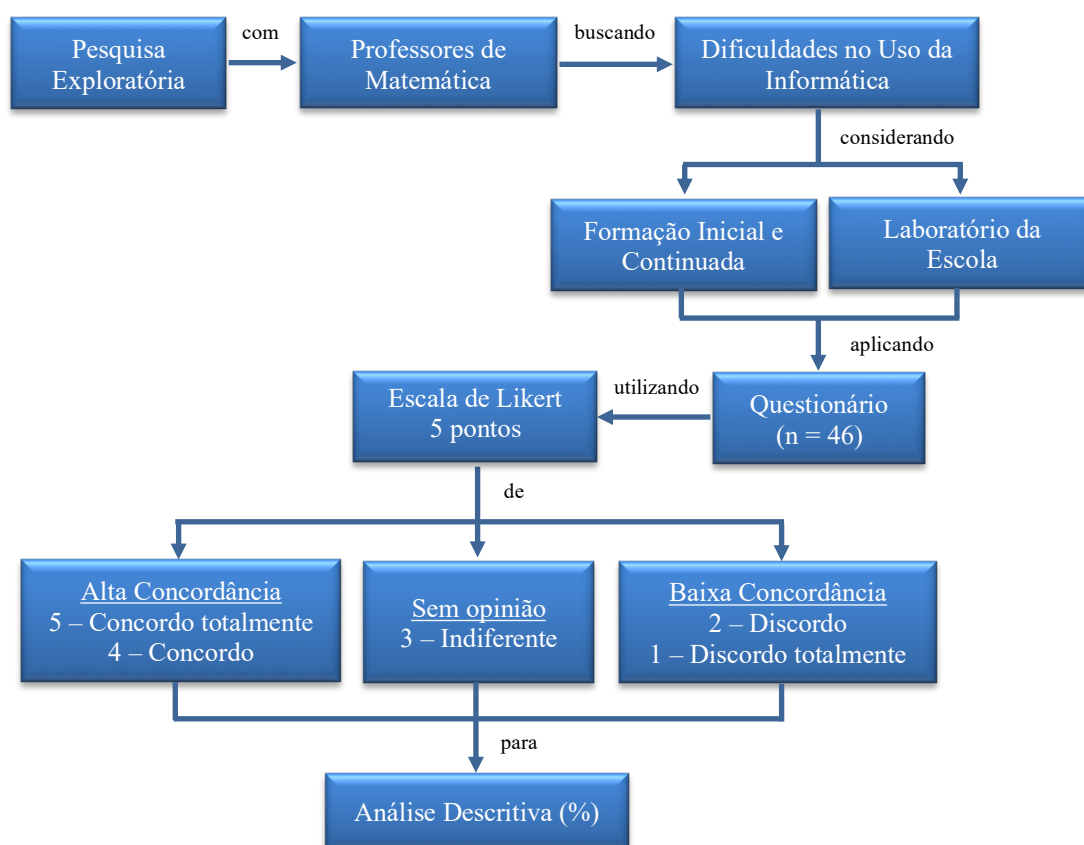 Pesquisa
Exploratória
com
Professores de
Matemática
buscando
Dificuldades no Uso da
Informática
considerando
Formação Inicial e
Continuada
Laboratório da
Escola
aplicando
Questionário
(n = 46)
utilizando
Escala de Likert
5 pontos
de
Alta Concordância
5 – Concordo totalmente
4 – Concordo
Sem opinião
3 – Indiferente
Baixa Concordância
2 – Discordo
1 – Discordo totalmente
para
Análise Descritiva (%)